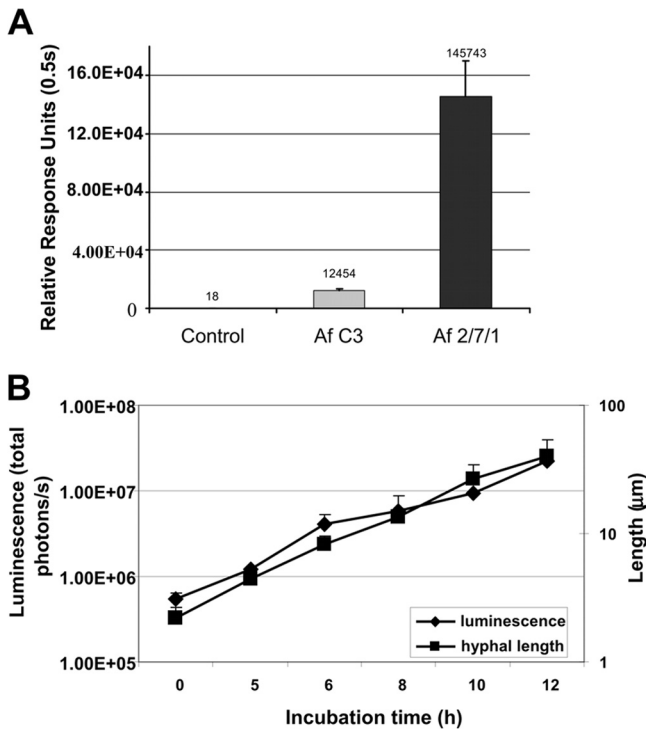 A
Relative Response Units (0.5s)
16.0E+04
12.0E+04
8.00E+04
4.00E+04
0
18
12454
145743
Control
Af C3
Af 2/7/1
B
Luminescence (total
photons/s)
1.00E+08
1.00E+07
1.00E+06
1.00E+05
100
10
1
Length (µm)
luminescence
hyphal length
0
5
6
8
10
12
Incubation time (h)